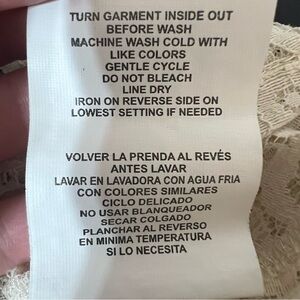 TURN GARMENT INSIDE OUT
BEFORE WASH
MACHINE WASH COLD WITH
LIKE COLORS
GENTLE CYCLE
DO NOT BLEACH
LINE DRY
IRON ON REVERSE SIDE ON
LOWEST SETTING IF NEEDED
VOLVER LA PRENDA AL REVÉS
ANTES LAVAR
LAVAR EN LAVADORA CON AGUA FRIA
CON COLORES SIMILARES
CICLO DELICADO
NO USAR BLANQUEADOR
SECAR COLGADO
PLANCHAR AL REVERSO
EN MINIMA TEMPERATURA
SI LO NECESITA